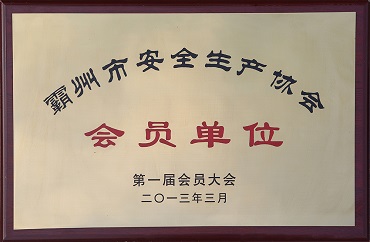 霸州市安全生产协会
会员单位
第一届会员大会
二〇一三年三月